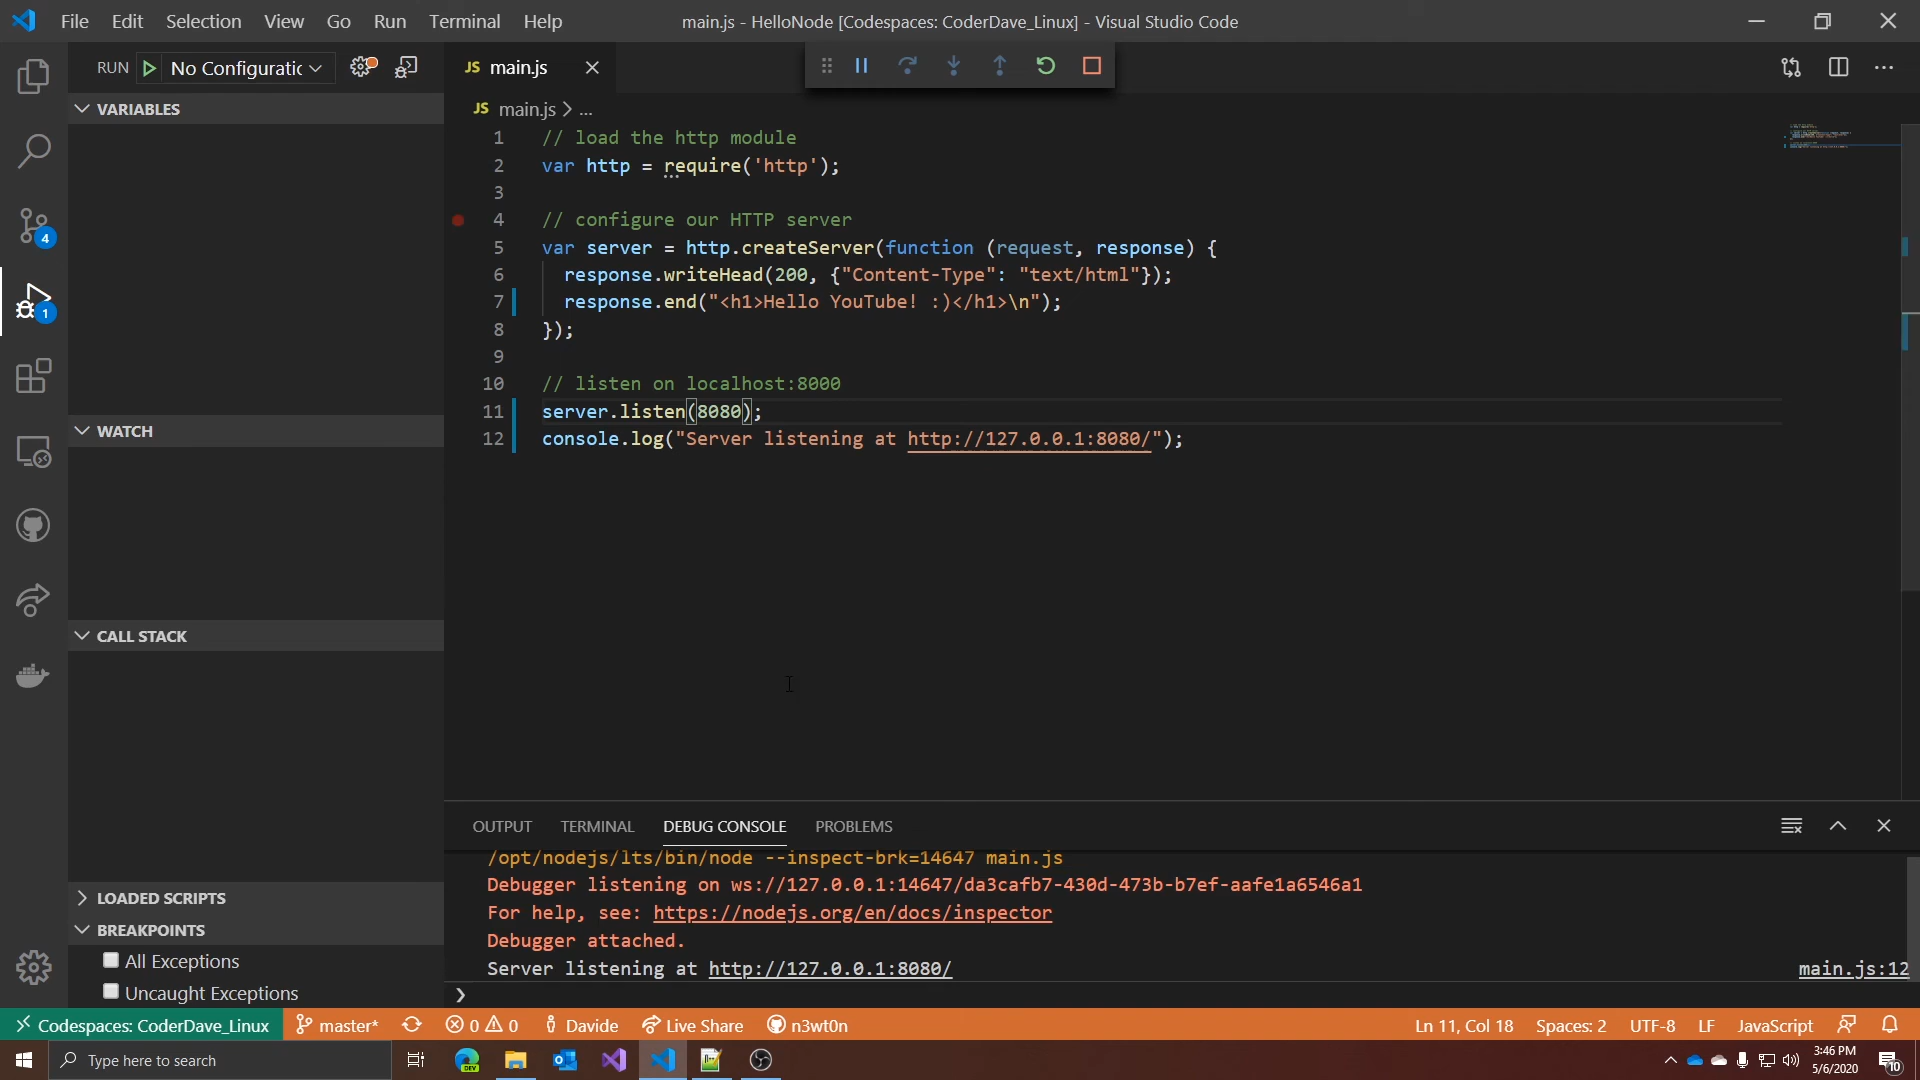 File Edit Selection View Go Run Terminal Help main.js - HelloNode [Codespaces: CoderDave_Linux] - Visual Studio Code
RUN No Configuratic
JS main.js
VARIABLES
JS main.js > ...
1 // load the http module
2 var http = require('http');
3
4 // configure our HTTP server
5 var server = http.createServer(function (request, response) {
6 response.writeHead(200, {"Content-Type": "text/html"});
7 response.end("<h1>Hello YouTube! :)</h1>\n");
8 });
9
10 // listen on localhost:8000
11 server.listen(8080);
12 console.log("Server listening at http://127.0.0.1:8080/");
4
1
WATCH
CALL STACK
LOADED SCRIPTS
BREAKPOINTS
All Exceptions
Uncaught Exceptions
OUTPUT TERMINAL DEBUG CONSOLE PROBLEMS
/opt/nodejs/lts/bin/node --inspect-brk=14647 main.js
Debugger listening on ws://127.0.0.1:14647/da3cafb7-430d-473b-b7ef-aafe1a6546a1
For help, see: https://nodejs.org/en/docs/inspector
Debugger attached.
Server listening at http://127.0.0.1:8080/ main.js:12
Codespaces: CoderDave_Linux master* 0 0 Davide Live Share n3wt0n Ln 11, Col 18 Spaces: 2 UTF-8 LF JavaScript
Type here to search
DEV
3:46 PM
5/6/2020
10